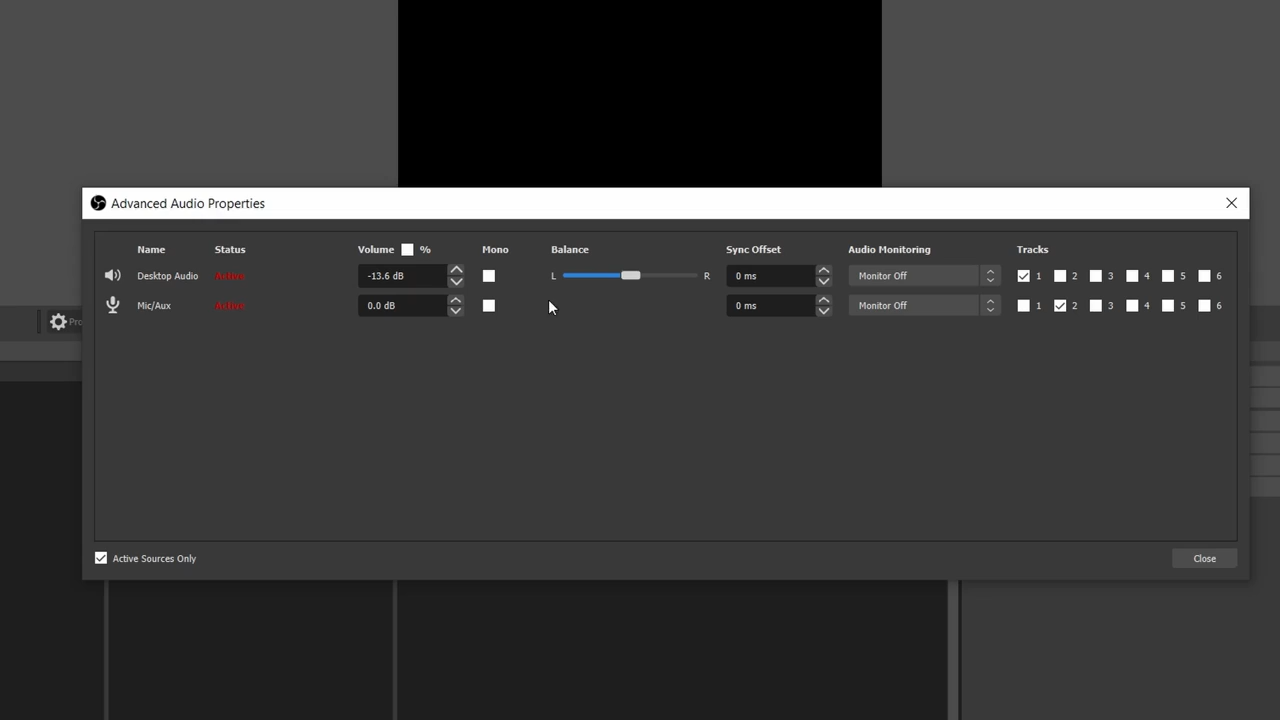 Advanced Audio Properties
Name Status Volume % Mono Balance Sync Offset Audio Monitoring Tracks
Desktop Audio Active -13.6 dB L R 0 ms Monitor Off 1 2 3 4 5 6
Mic/Aux Active 0.0 dB 0 ms Monitor Off 1 2 3 4 5 6
Pro
Active Sources Only Close